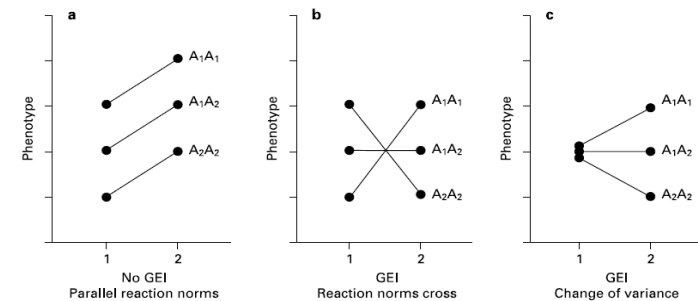 a
Phenotype
A₁A₁
A₁A₂
A₂A₂
1 2
No GEI
Parallel reaction norms
b
Phenotype
A₁A₁
A₁A₂
A₂A₂
1 2
GEI
Reaction norms cross
c
Phenotype
A₁A₁
A₁A₂
A₂A₂
1 2
GEI
Change of variance